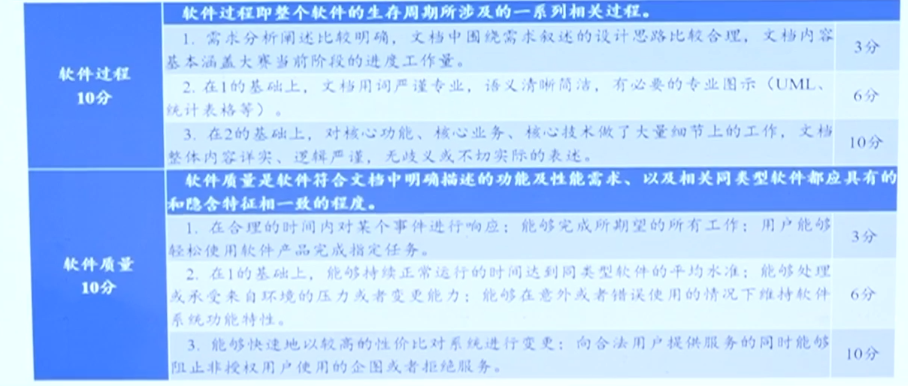 软件过程
10分
软件过程即整个软件的生存周期所涉及的一系列相关过程。
1. 需求分析阐述比较明确，文档中围绕需求叙述的设计思路比较合理，文档内容
基本涵盖大赛当前阶段的进度工作量。
3分
2. 在1的基础上，文档用词严谨专业，语义清晰简洁，有必要的专业图示（UML、
统计表格等）。
6分
3. 在2的基础上，对核心功能、核心业务、核心技术做了大量细节上的工作，文档
整体内容详实、逻辑严谨，无歧义或不切实际的表述。
10分
软件质量
10分
软件质量是软件符合文档中明确描述的功能及性能需求、以及相关同类型软件都应具有的
和隐含特征相一致的程度。
1. 在合理的时间内对某个事件进行响应；能够完成所期望的所有工作；用户能够
轻松使用软件产品完成指定任务。
3分
2. 在1的基础上，能够持续正常运行的时间达到同类型软件的平均水准；能够处理
或承受来自环境的压力或者变更能力；能够在意外或者错误使用的情况下维持软件
系统功能特性。
6分
3. 能够快速地以较高的性价比对系统进行变更；向合法用户提供服务的同时能够
阻止非授权用户使用的企图或者拒绝服务。
10分